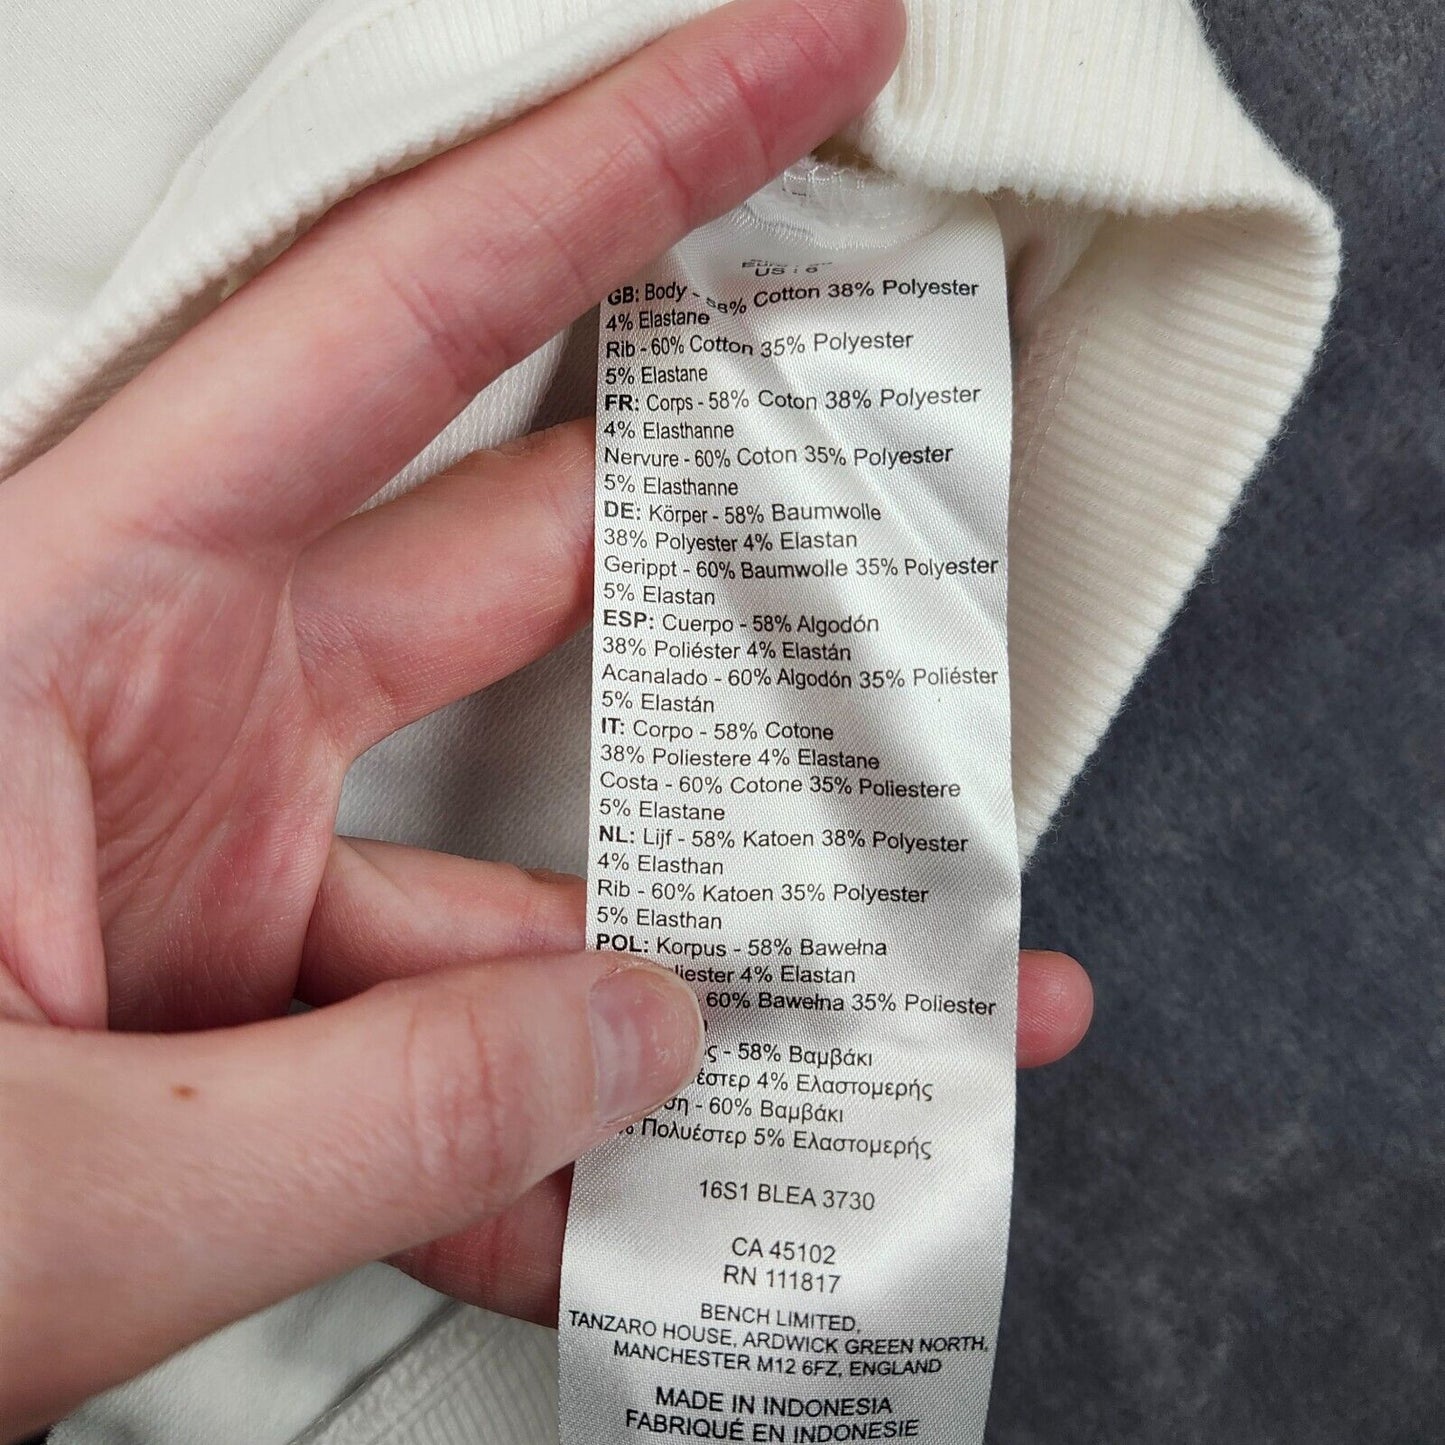 US : 6
GB: Body - 58% Cotton 38% Polyester
4% Elastane
Rib - 60% Cotton 35% Polyester
5% Elastane
FR: Corps - 58% Coton 38% Polyester
4% Elasthanne
Nervure - 60% Coton 35% Polyester
5% Elasthanne
DE: Körper - 58% Baumwolle
38% Polyester 4% Elastan
Gerippt - 60% Baumwolle 35% Polyester
5% Elastan
ESP: Cuerpo - 58% Algodón
38% Poliéster 4% Elastán
Acanalado - 60% Algodón 35% Poliéster
5% Elastán
IT: Corpo - 58% Cotone
38% Poliestere 4% Elastane
Costa - 60% Cotone 35% Poliestere
5% Elastane
NL: Lijf - 58% Katoen 38% Polyester
4% Elasthan
Rib - 60% Katoen 35% Polyester
5% Elasthan
POL: Korpus - 58% Bawełna
4% Elastan
60% Bawełna 35% Poliester
- 58% Βαμβάκι
4% Ελαστομερής
- 60% Βαμβάκι
Πολυέστερ 5% Ελαστομερής
16S1 BLEA 3730
CA 45102
RN 111817
BENCH LIMITED,
TANZARO HOUSE, ARDWICK GREEN NORTH,
MANCHESTER M12 6FZ, ENGLAND
MADE IN INDONESIA
FABRIQUÉ EN INDONESIE